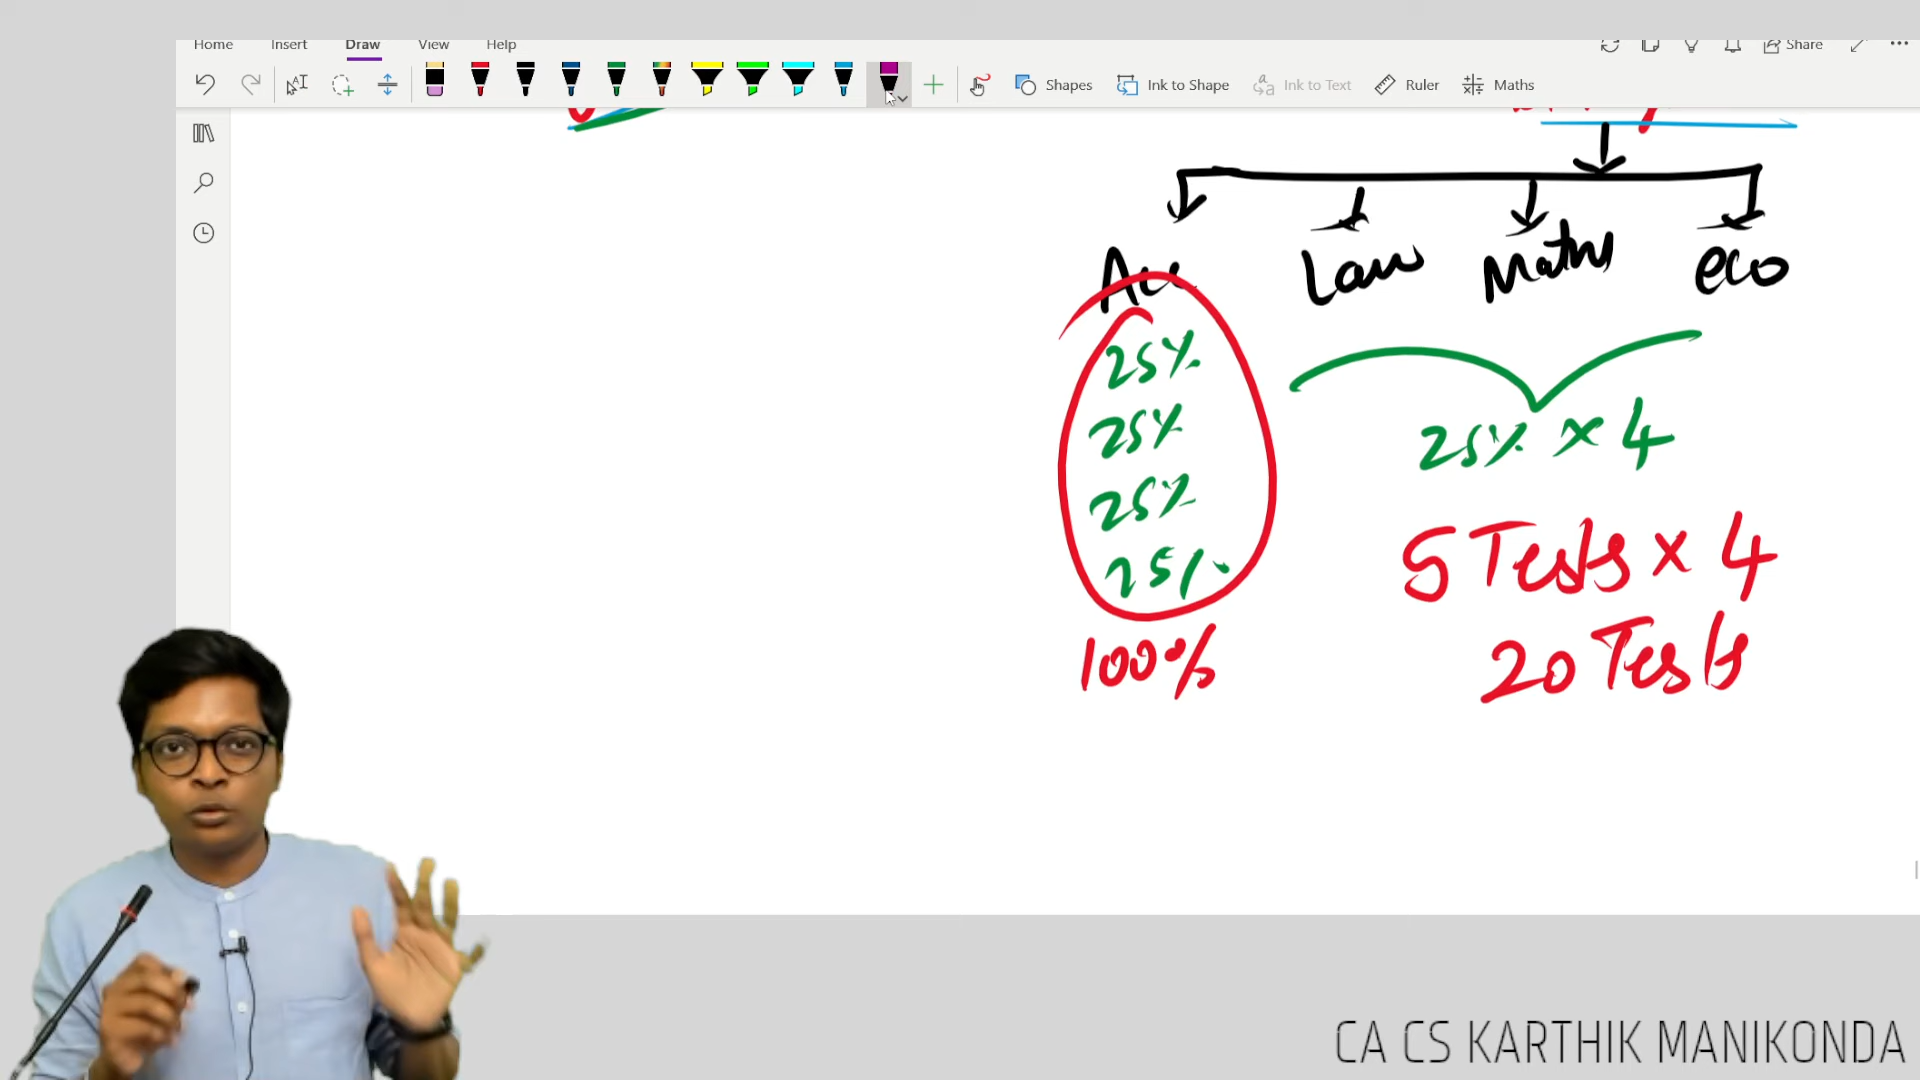 Home Insert Draw View Help Share
Shapes Ink to Shape Ink to Text Ruler Maths
Acc Law Maths eco
25%
25%
25%
25%
100%
25% × 4
5 Tests × 4
20 Tests
CA CS KARTHIK MANIKONDA